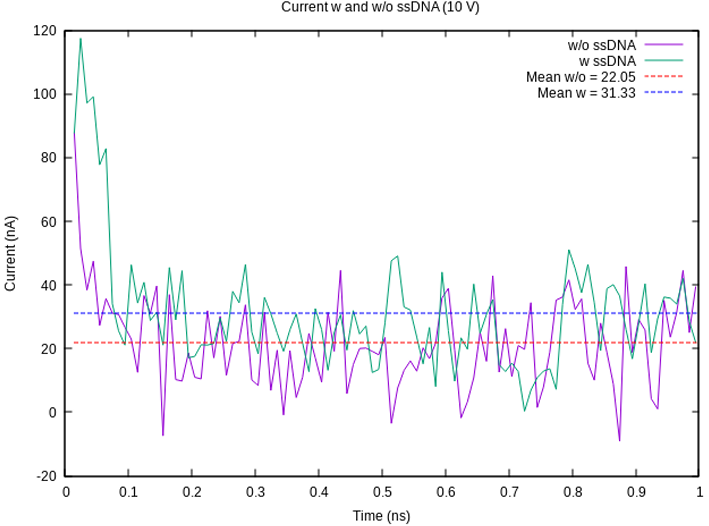 Current w and w/o ssDNA (10 V)
120
100
80
60
40
20
0
-20
Current (nA)
w/o ssDNA
w ssDNA
Mean w/o = 22.05
Mean w = 31.33
0 0.1 0.2 0.3 0.4 0.5 0.6 0.7 0.8 0.9 1
Time (ns)